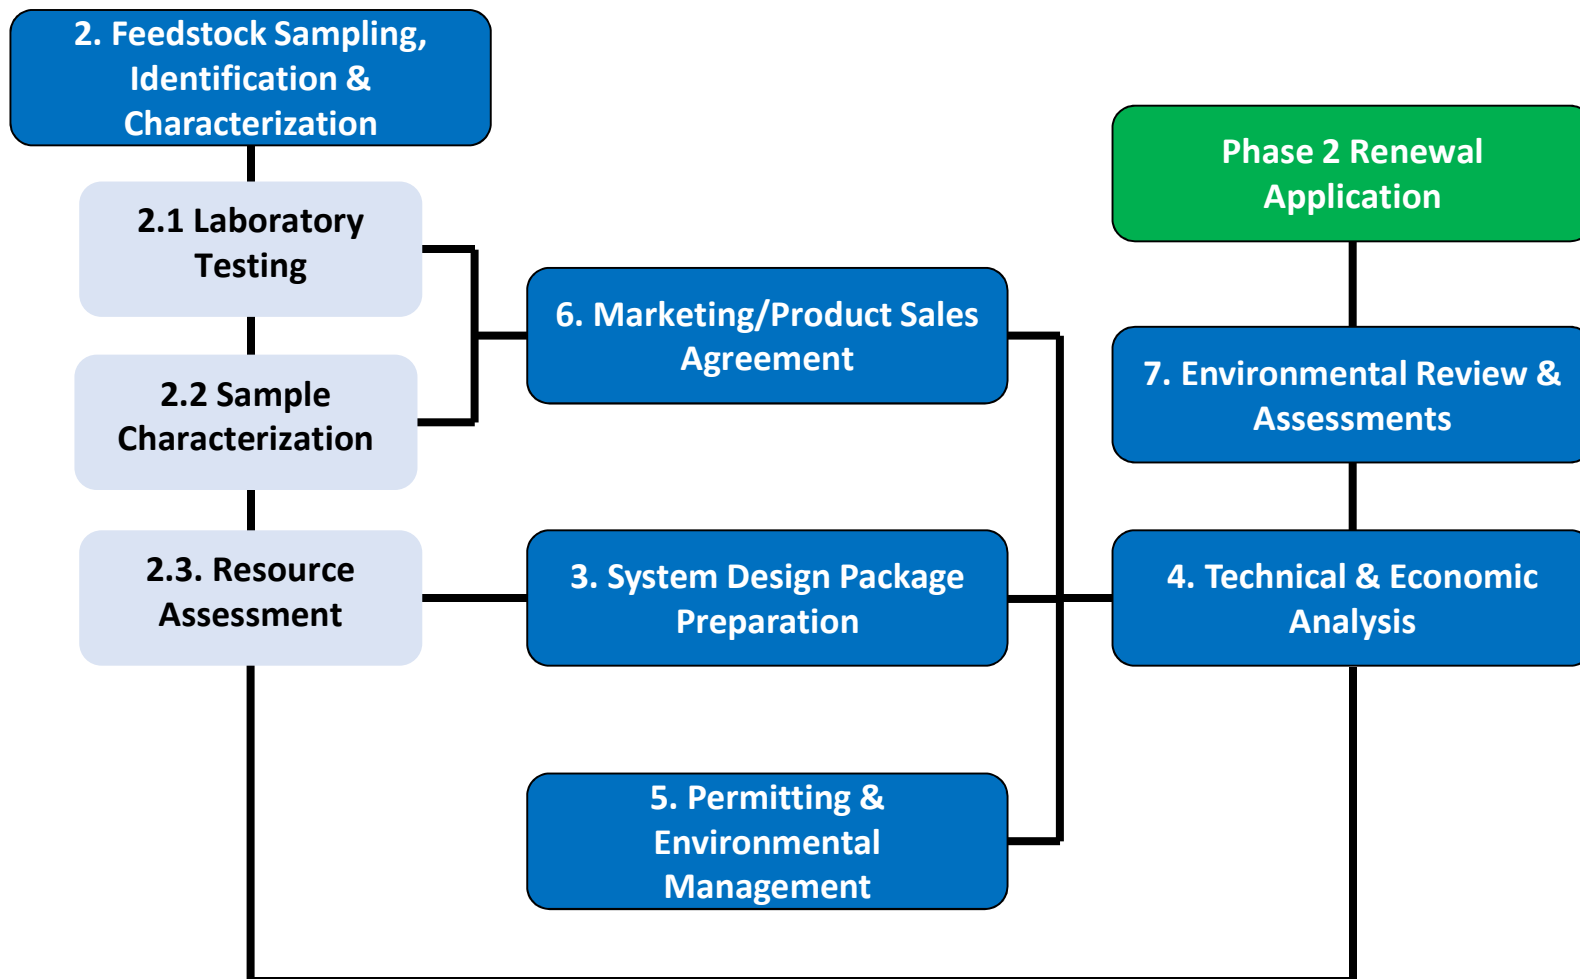 2. Feedstock Sampling,
Identification &
Characterization
2.1 Laboratory
Testing
2.2 Sample
Characterization
2.3. Resource
Assessment
6. Marketing/Product Sales
Agreement
3. System Design Package
Preparation
5. Permitting &
Environmental
Management
Phase 2 Renewal
Application
7. Environmental Review &
Assessments
4. Technical & Economic
Analysis